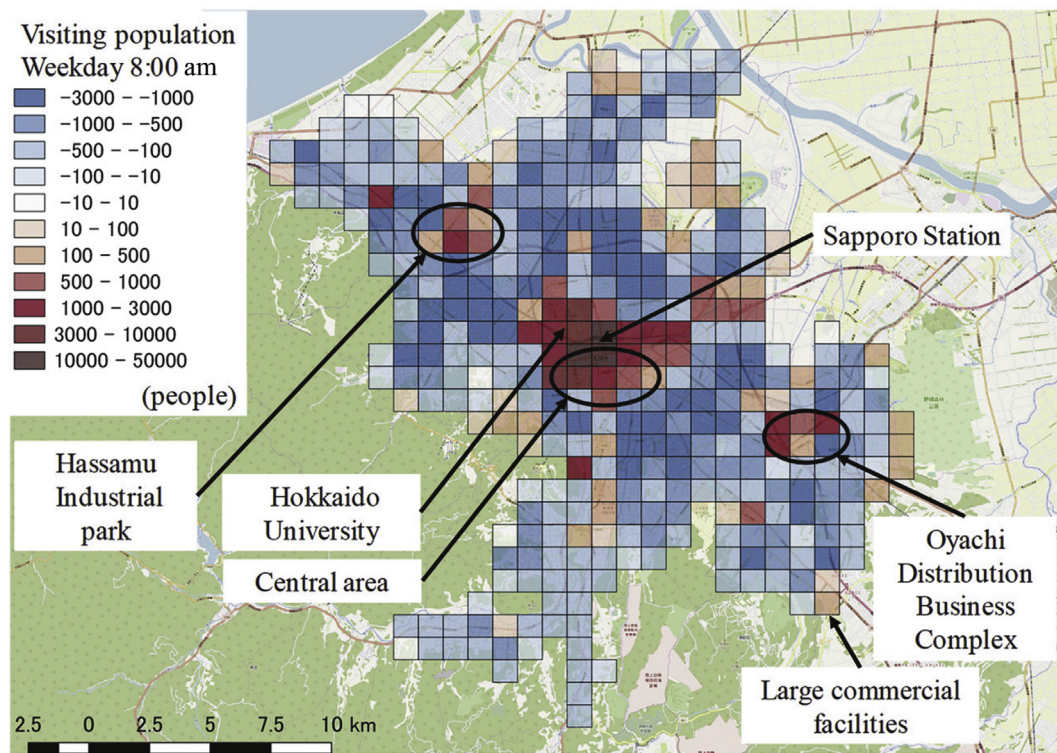 Visiting population
Weekday 8:00 am
-3000 - -1000
-1000 - -500
-500 - -100
-100 - -10
-10 - 10
10 - 100
100 - 500
500 - 1000
1000 - 3000
3000 - 10000
10000 - 50000
(people)
Sapporo Station
Hassamu
Industrial
park
Hokkaido
University
Central area
Oyachi
Distribution
Business
Complex
Large commercial
facilities
2.5 0 2.5 5 7.5 10 km